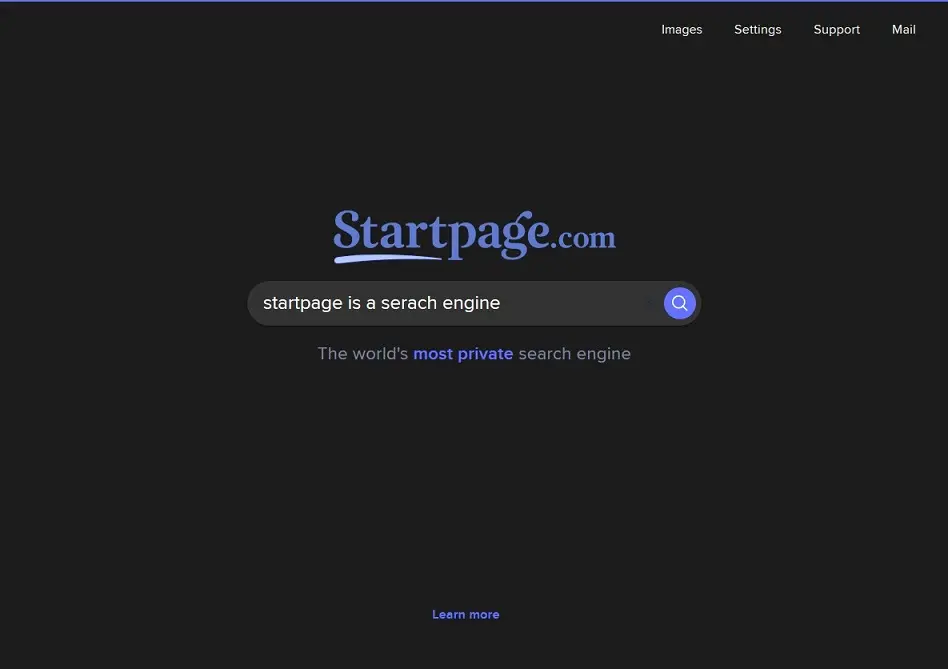 Images Settings Support Mail
Startpage.com
startpage is a serach engine
The world's most private search engine
Learn more